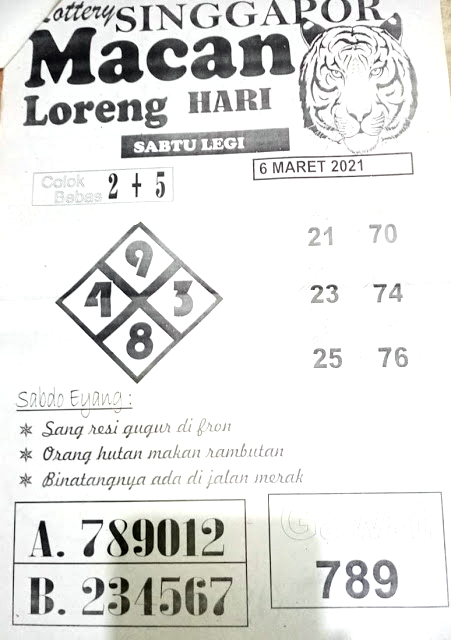 Lottery SINGGAPOR
Macan
Loreng HARI
SABTU LEGI
6 MARET 2021
Colok
Bebas 2 + 5
9
4 3
8
21 70
23 74
25 76
Sabdo Eyang :
Sang resi gugur di fron
Orang hutan makan rambutan
Binatangnya ada di jalan merak
A. 789012
B. 234567
789